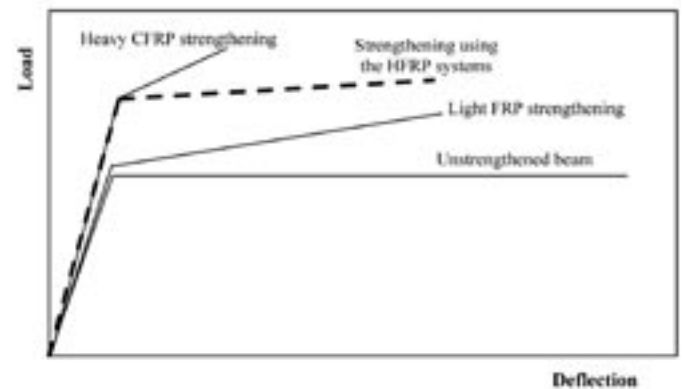 Load
Heavy CFRP strengthening
Strengthening using
the HFRP systems
Light FRP strengthening
Unstrengthened beam
Deflection